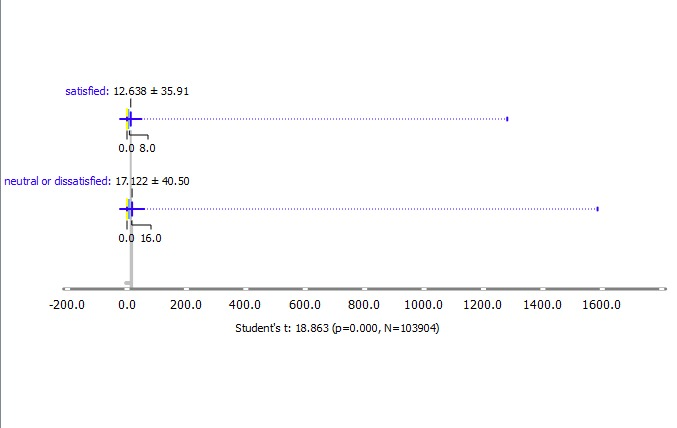 satisfied: 12.638 ± 35.91
0.0 8.0
neutral or dissatisfied: 17.122 ± 40.50
0.0 16.0
-200.0 0.0 200.0 400.0 600.0 800.0 1000.0 1200.0 1400.0 1600.0
Student's t: 18.863 (p=0.000, N=103904)